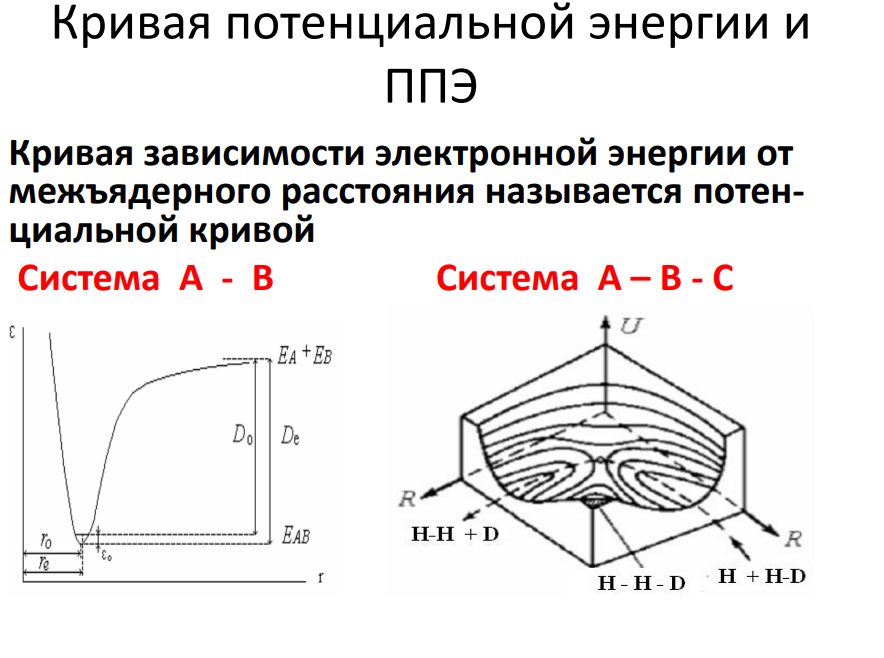 Кривая потенциальной энергии и
ППЭ
Кривая зависимости электронной энергии от
межъядерного расстояния называется потен-
циальной кривой
Система А - В
Система А – В - С
ε
EA + EB
D0
De
EAB
r0
ε0
re
r
U
R
R
H-H + D
H - H - D
H + H-D